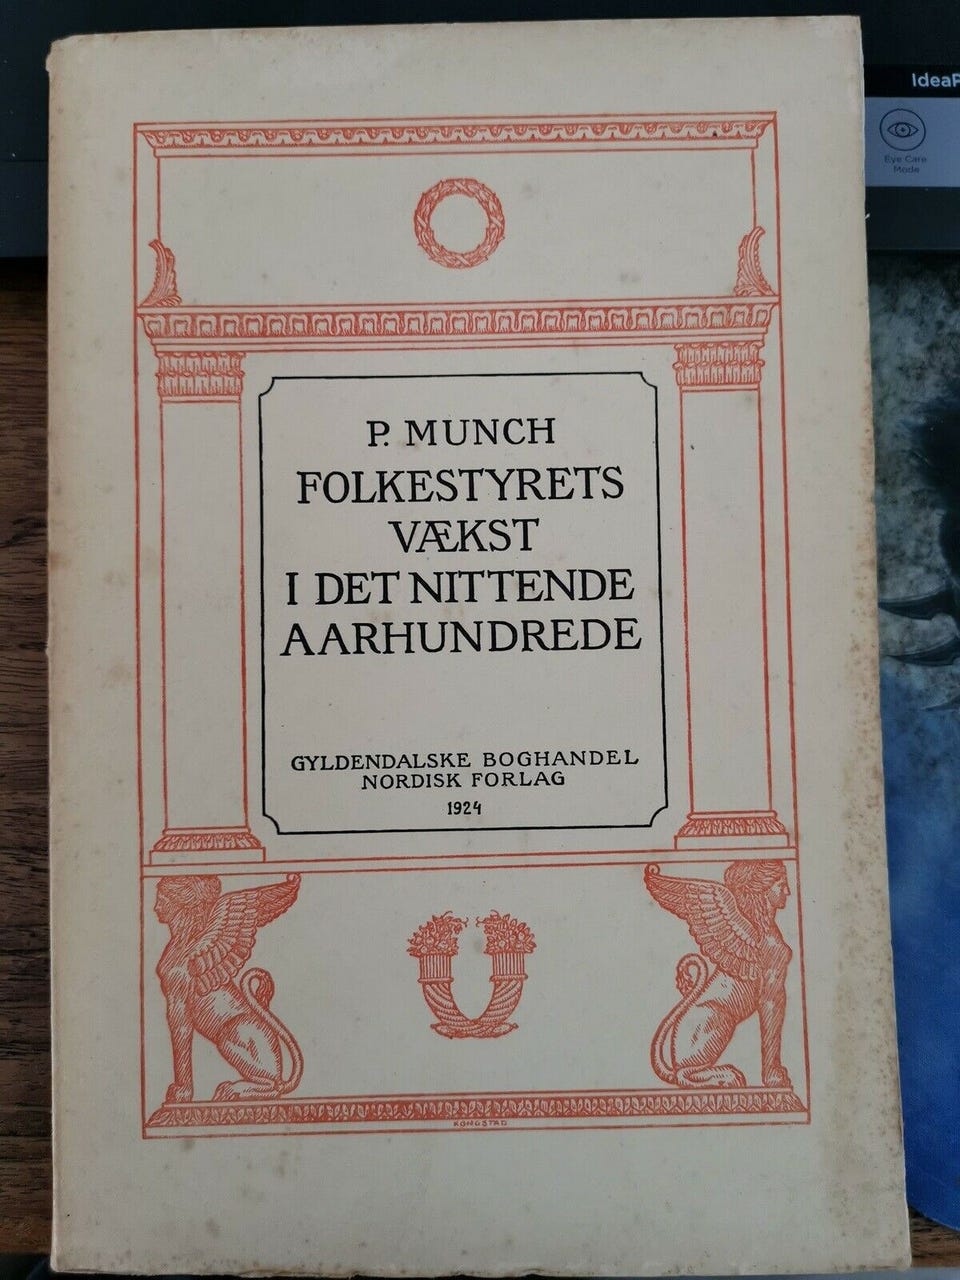 IdeaP
Eye Care
Mode
P. MUNCH
FOLKESTYRETS
VÆKST
I DET NITTENDE
AARHUNDREDE
GYLDENDALSKE BOGHANDEL
NORDISK FORLAG
1924
KONGSTAD